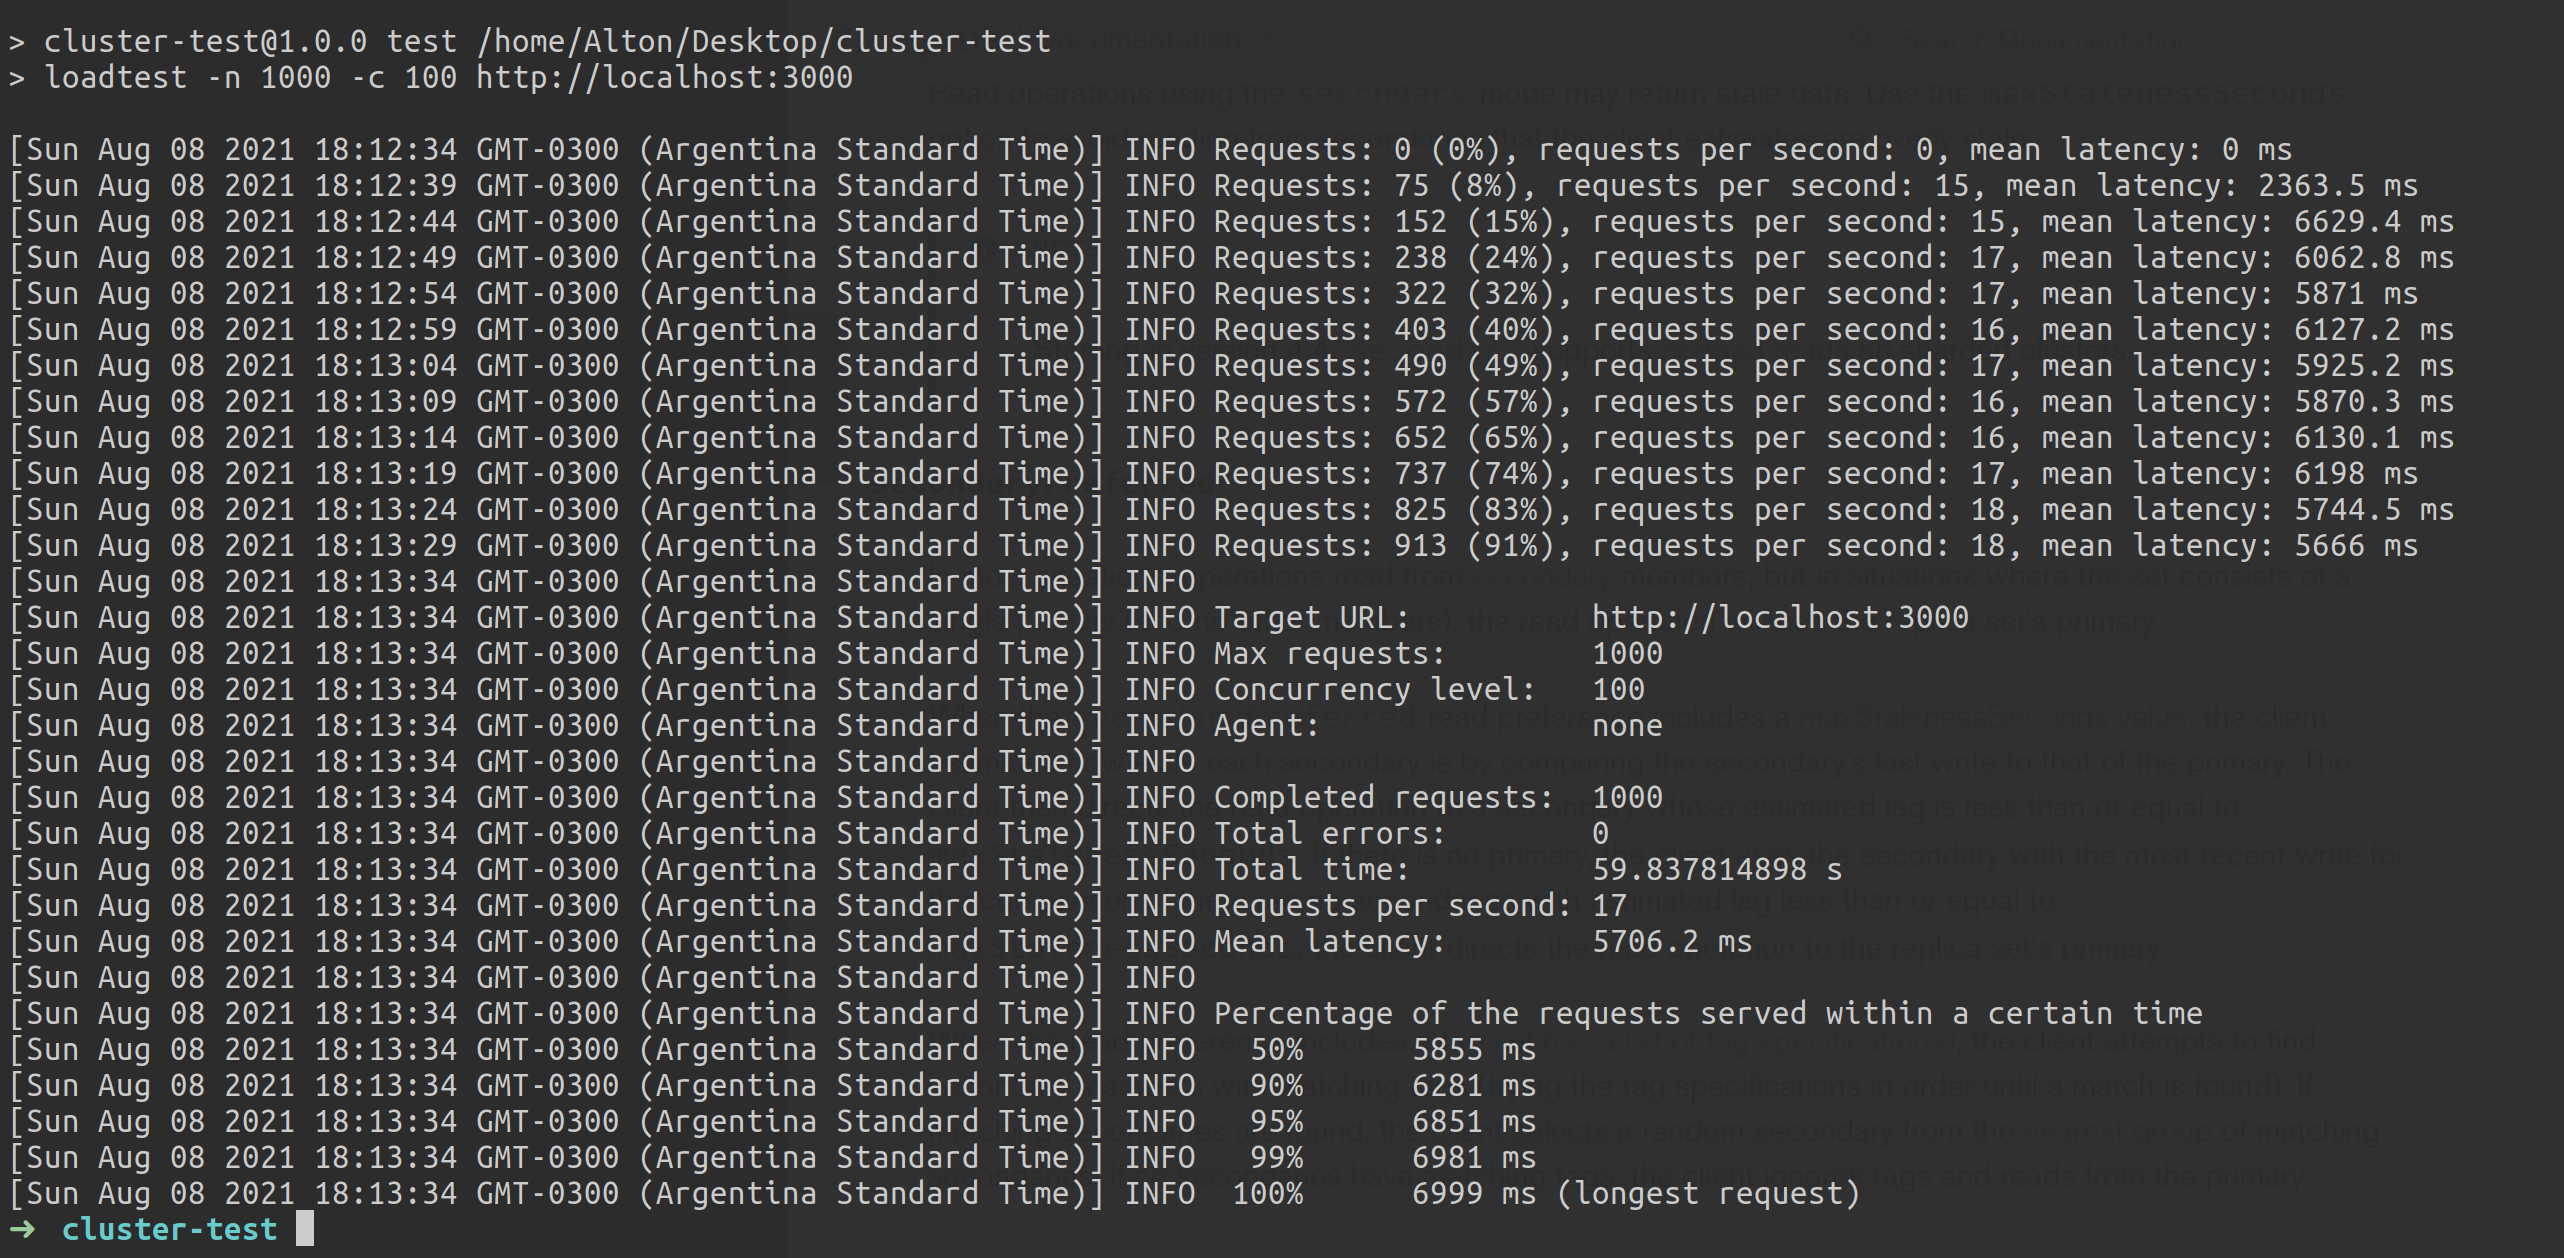 > cluster-test@1.0.0 test /home/Alton/Desktop/cluster-test
> loadtest -n 1000 -c 100 http://localhost:3000
[Sun Aug 08 2021 18:12:34 GMT-0300 (Argentina Standard Time)] INFO Requests: 0 (0%), requests per second: 0, mean latency: 0 ms
[Sun Aug 08 2021 18:12:39 GMT-0300 (Argentina Standard Time)] INFO Requests: 75 (8%), requests per second: 15, mean latency: 2363.5 ms
[Sun Aug 08 2021 18:12:44 GMT-0300 (Argentina Standard Time)] INFO Requests: 152 (15%), requests per second: 15, mean latency: 6629.4 ms
[Sun Aug 08 2021 18:12:49 GMT-0300 (Argentina Standard Time)] INFO Requests: 238 (24%), requests per second: 17, mean latency: 6062.8 ms
[Sun Aug 08 2021 18:12:54 GMT-0300 (Argentina Standard Time)] INFO Requests: 322 (32%), requests per second: 17, mean latency: 5871 ms
[Sun Aug 08 2021 18:12:59 GMT-0300 (Argentina Standard Time)] INFO Requests: 403 (40%), requests per second: 16, mean latency: 6127.2 ms
[Sun Aug 08 2021 18:13:04 GMT-0300 (Argentina Standard Time)] INFO Requests: 490 (49%), requests per second: 17, mean latency: 5925.2 ms
[Sun Aug 08 2021 18:13:09 GMT-0300 (Argentina Standard Time)] INFO Requests: 572 (57%), requests per second: 16, mean latency: 5870.3 ms
[Sun Aug 08 2021 18:13:14 GMT-0300 (Argentina Standard Time)] INFO Requests: 652 (65%), requests per second: 16, mean latency: 6130.1 ms
[Sun Aug 08 2021 18:13:19 GMT-0300 (Argentina Standard Time)] INFO Requests: 737 (74%), requests per second: 17, mean latency: 6198 ms
[Sun Aug 08 2021 18:13:24 GMT-0300 (Argentina Standard Time)] INFO Requests: 825 (83%), requests per second: 18, mean latency: 5744.5 ms
[Sun Aug 08 2021 18:13:29 GMT-0300 (Argentina Standard Time)] INFO Requests: 913 (91%), requests per second: 18, mean latency: 5666 ms
[Sun Aug 08 2021 18:13:34 GMT-0300 (Argentina Standard Time)] INFO
[Sun Aug 08 2021 18:13:34 GMT-0300 (Argentina Standard Time)] INFO Target URL: http://localhost:3000
[Sun Aug 08 2021 18:13:34 GMT-0300 (Argentina Standard Time)] INFO Max requests: 1000
[Sun Aug 08 2021 18:13:34 GMT-0300 (Argentina Standard Time)] INFO Concurrency level: 100
[Sun Aug 08 2021 18:13:34 GMT-0300 (Argentina Standard Time)] INFO Agent: none
[Sun Aug 08 2021 18:13:34 GMT-0300 (Argentina Standard Time)] INFO
[Sun Aug 08 2021 18:13:34 GMT-0300 (Argentina Standard Time)] INFO Completed requests: 1000
[Sun Aug 08 2021 18:13:34 GMT-0300 (Argentina Standard Time)] INFO Total errors: 0
[Sun Aug 08 2021 18:13:34 GMT-0300 (Argentina Standard Time)] INFO Total time: 59.837814898 s
[Sun Aug 08 2021 18:13:34 GMT-0300 (Argentina Standard Time)] INFO Requests per second: 17
[Sun Aug 08 2021 18:13:34 GMT-0300 (Argentina Standard Time)] INFO Mean latency: 5706.2 ms
[Sun Aug 08 2021 18:13:34 GMT-0300 (Argentina Standard Time)] INFO
[Sun Aug 08 2021 18:13:34 GMT-0300 (Argentina Standard Time)] INFO Percentage of the requests served within a certain time
[Sun Aug 08 2021 18:13:34 GMT-0300 (Argentina Standard Time)] INFO 50% 5855 ms
[Sun Aug 08 2021 18:13:34 GMT-0300 (Argentina Standard Time)] INFO 90% 6281 ms
[Sun Aug 08 2021 18:13:34 GMT-0300 (Argentina Standard Time)] INFO 95% 6851 ms
[Sun Aug 08 2021 18:13:34 GMT-0300 (Argentina Standard Time)] INFO 99% 6981 ms
[Sun Aug 08 2021 18:13:34 GMT-0300 (Argentina Standard Time)] INFO 100% 6999 ms (longest request)
➜ cluster-test